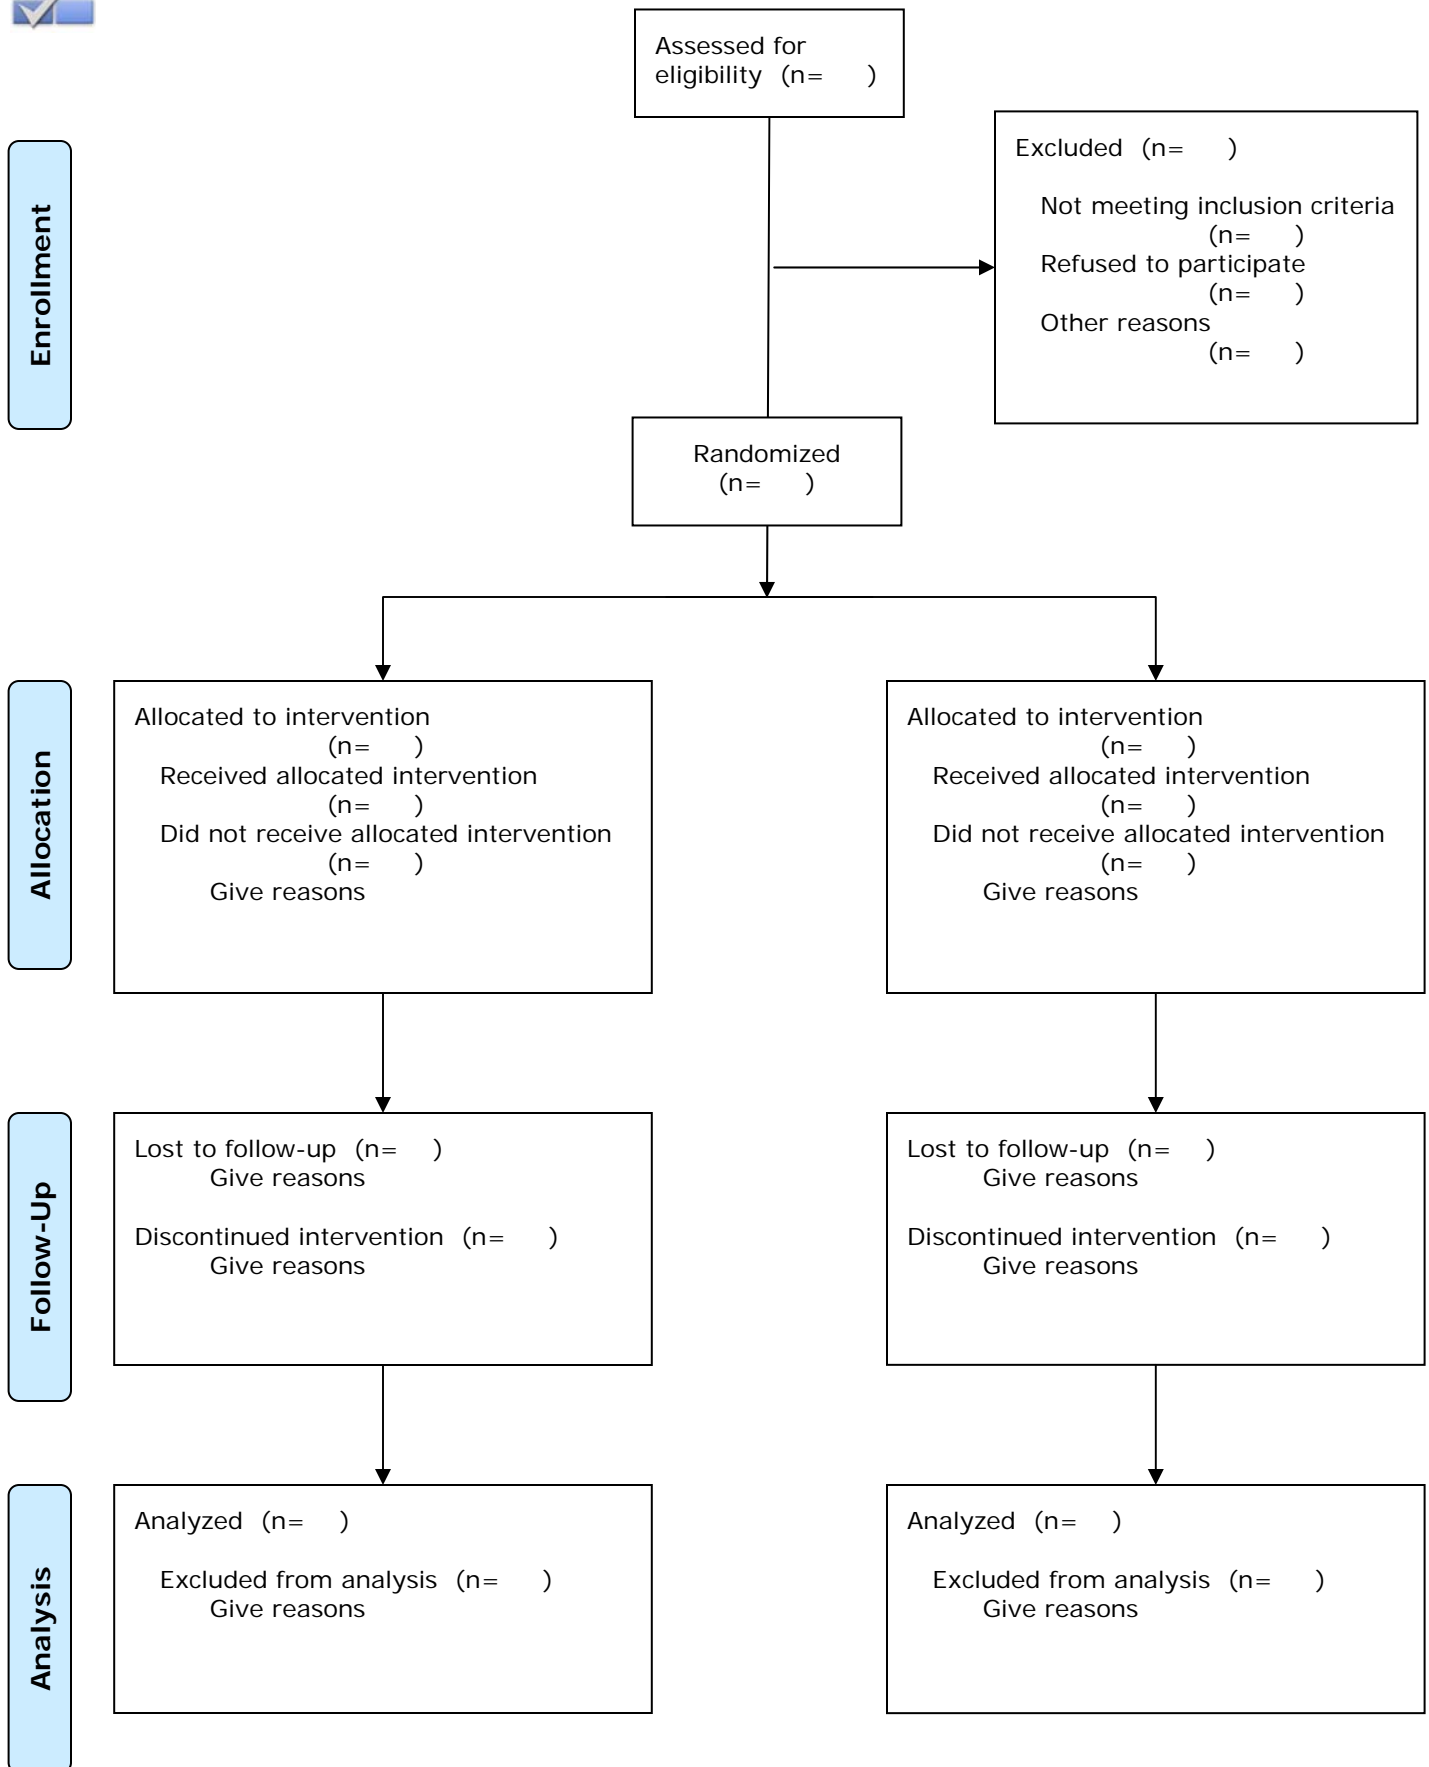 Assessed for
eligibility (n= )
Enrollment
Excluded (n= )
Not meeting inclusion criteria
(n= )
Refused to participate
(n= )
Other reasons
(n= )
Randomized
(n= )
Allocation
Allocated to intervention
(n= )
Received allocated intervention
(n= )
Did not receive allocated intervention
(n= )
Give reasons
Allocated to intervention
(n= )
Received allocated intervention
(n= )
Did not receive allocated intervention
(n= )
Give reasons
Follow-Up
Lost to follow-up (n= )
Give reasons
Discontinued intervention (n= )
Give reasons
Lost to follow-up (n= )
Give reasons
Discontinued intervention (n= )
Give reasons
Analysis
Analyzed (n= )
Excluded from analysis (n= )
Give reasons
Analyzed (n= )
Excluded from analysis (n= )
Give reasons